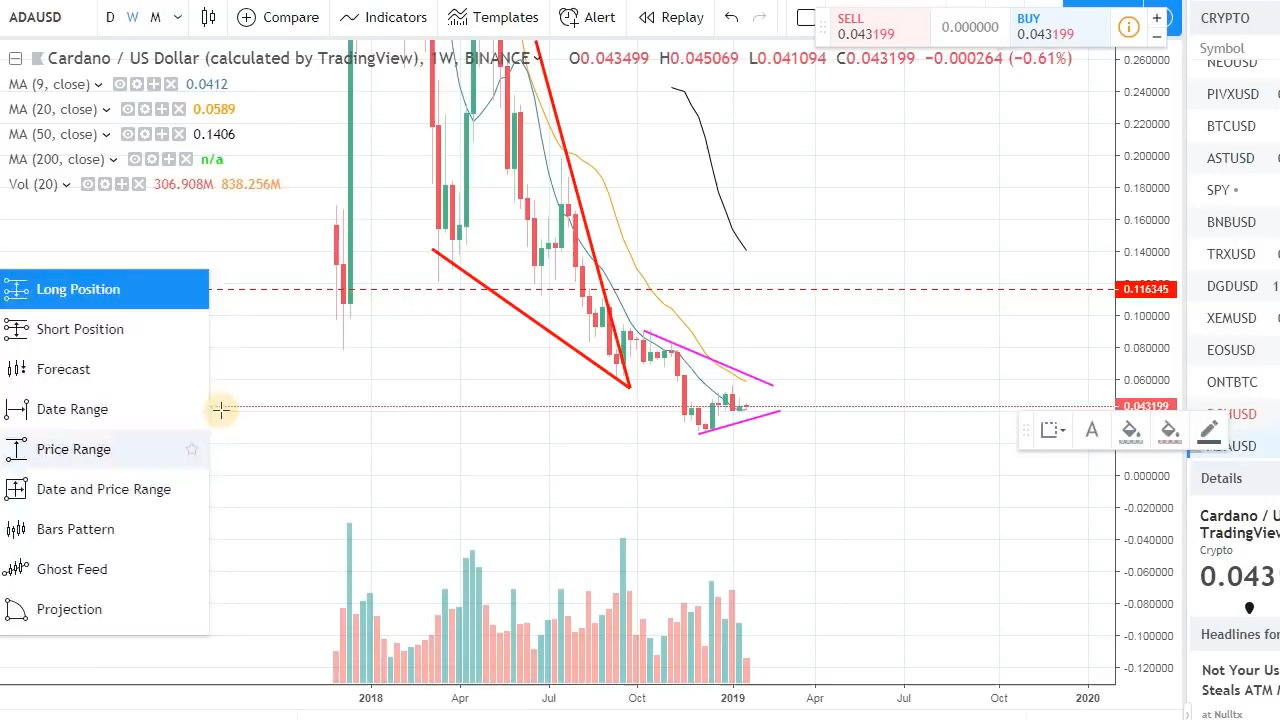 ADAUSD D W M Compare Indicators Templates Alert Replay
SELL 0.043199 0.000000 BUY 0.043199
Cardano / US Dollar (calculated by TradingView), 1W, BINANCE O0.043499 H0.045069 L0.041094 C0.043199 −0.000264 (−0.61%)
MA (9, close) 0.0412
MA (20, close) 0.0589
MA (50, close) 0.1406
MA (200, close) n/a
Vol (20) 306.908M 838.256M
Long Position
Short Position
Forecast
Date Range
Price Range
Date and Price Range
Bars Pattern
Ghost Feed
Projection
0.260000
0.240000
0.220000
0.200000
0.180000
0.160000
0.140000
0.116345
0.100000
0.080000
0.060000
0.043199
0.000000
-0.020000
-0.040000
-0.060000
-0.080000
-0.100000
-0.120000
2018 Apr Jul Oct 2019 Apr Jul Oct 2020
A
CRYPTO
Symbol
NEOUSD
PIVXUSD
BTCUSD
ASTUSD
SPY
BNBUSD
TRXUSD
DGDUSD
XEMUSD
EOSUSD
ONTBTC
Details
Cardano / U
TradingView
Crypto
0.043
Headlines for
Not Your Us
Steals ATM
at Nulltx